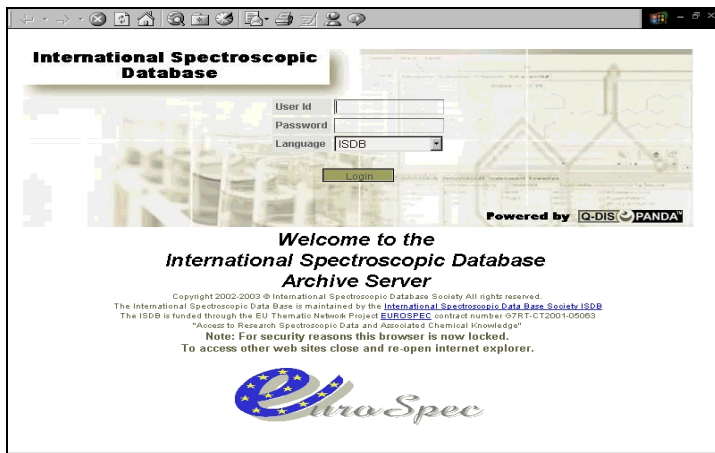 International Spectroscopic
Database
User Id
Password
Language ISDB
Login
Powered by Q-DIS PANDA™
Welcome to the
International Spectroscopic Database
Archive Server
Copyright 2002-2003 © International Spectroscopic Database Society All rights reserved.
The International Spectroscopic Data Base is maintained by the International Spectroscopic Data Base Society ISDB
The ISDB is funded through the EU Thematic Network Project EUROSPEC contract number G7RT-CT2001-05063
"Access to Research Spectroscopic Data and Associated Chemical Knowledge"
Note: For security reasons this browser is now locked.
To access other web sites close and re-open internet explorer.
euroSpec